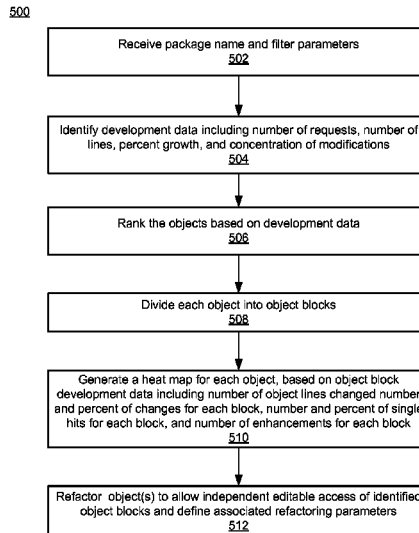 500
Receive package name and filter parameters
502
Identify development data including number of requests, number of
lines, percent growth, and concentration of modifications
504
Rank the objects based on development data
506
Divide each object into object blocks
508
Generate a heat map for each object, based on object block
development data including number of object lines changed number
and percent of changes for each block, number and percent of single
hits for each block, and number of enhancements for each block
510
Refactor object(s) to allow independent editable access of identified
object blocks and define associated refactoring parameters
512